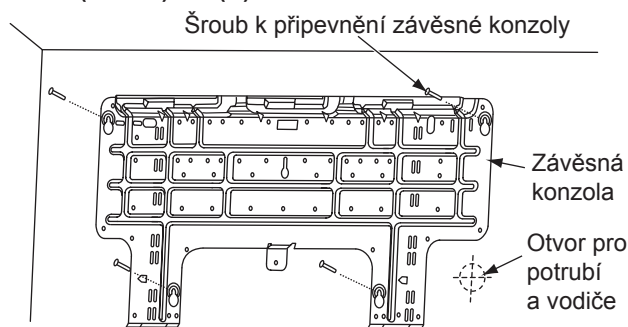 Šroub k připevnění závěsné konzoly
Závěsná
konzola
Otvor pro
potrubí
a vodiče